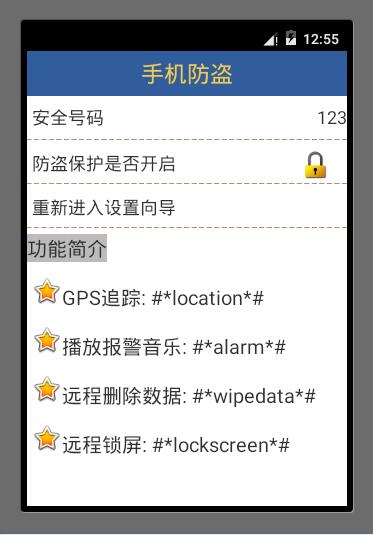 12:55
手机防盗
安全号码 123
防盗保护是否开启
重新进入设置向导
功能简介
GPS追踪: #*location*#
播放报警音乐: #*alarm*#
远程删除数据: #*wipedata*#
远程锁屏: #*lockscreen*#